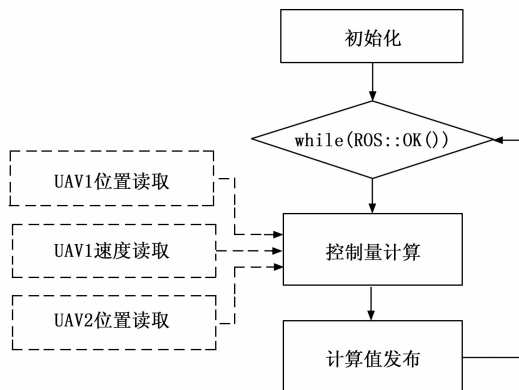 初始化
while(ROS::OK())
UAV1位置读取
UAV1速度读取
控制量计算
UAV2位置读取
计算值发布